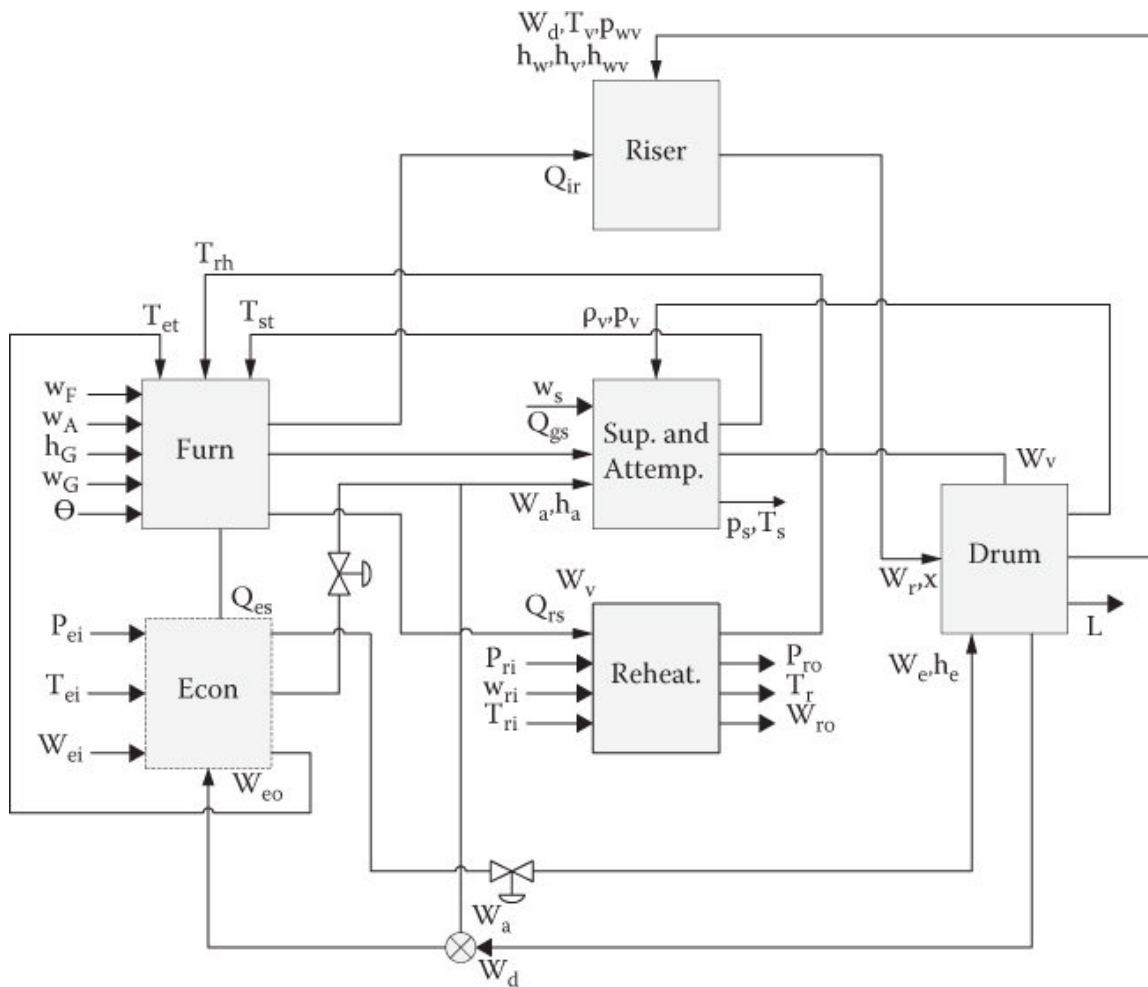 W_d,T_v,p_wv
h_w,h_v,h_wv
Riser
Q_ir
T_rh
T_et
T_st
ρ_v,p_v
w_F
w_A
h_G
w_G
Θ
Furn
w_s
Q_gs
Sup. and
Attemp.
W_a,h_a
p_s,T_s
W_v
Drum
W_r,x
L
W_e,h_e
Q_es
P_ei
T_ei
W_ei
Econ
W_eo
W_v
Q_rs
P_ri
w_ri
T_ri
Reheat.
P_ro
T_r
W_ro
W_a
W_d